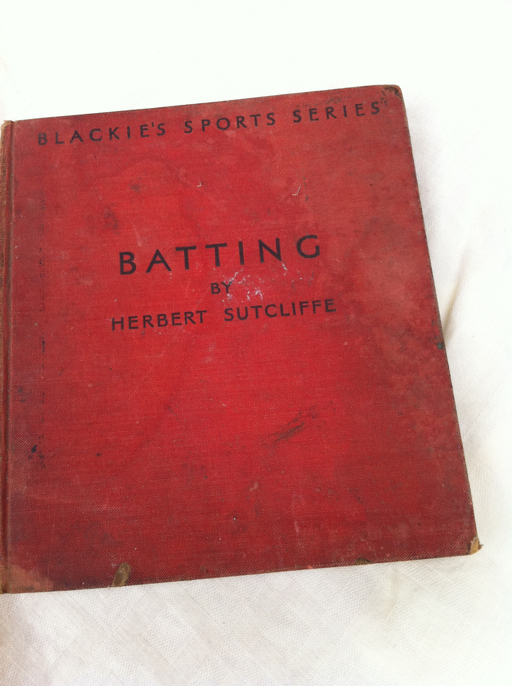 BLACKIE'S SPORTS SERIES
BATTING
BY
HERBERT SUTCLIFFE